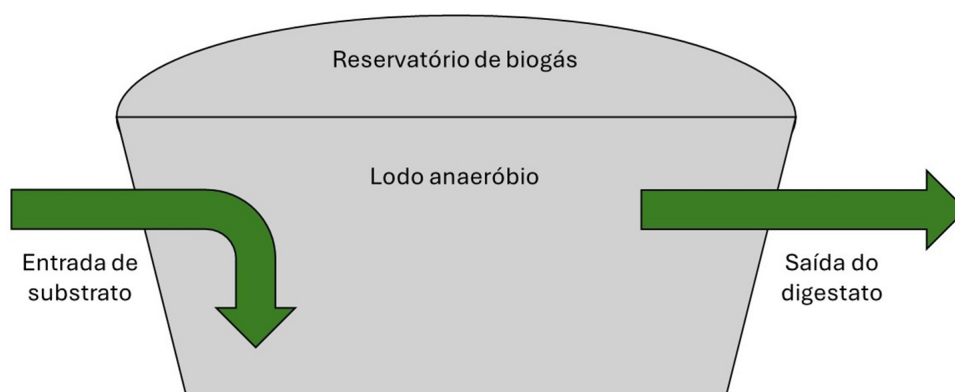 Reservatório de biogás
Lodo anaeróbio
Entrada de
substrato
Saída do
digestato